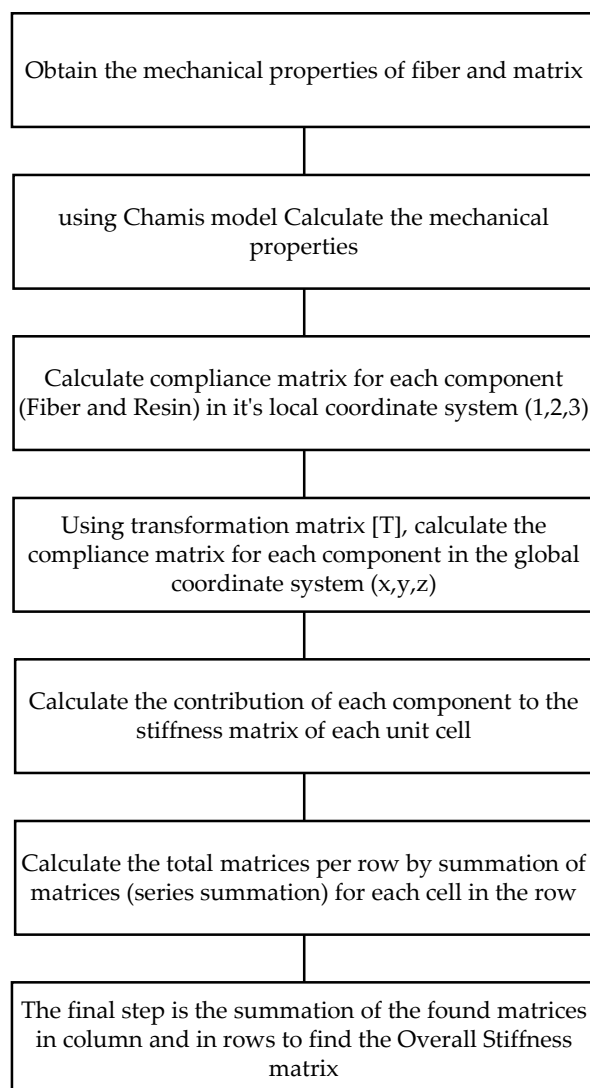 Obtain the mechanical properties of fiber and matrix
using Chamis model Calculate the mechanical
properties
Calculate compliance matrix for each component
(Fiber and Resin) in it's local coordinate system (1,2,3)
Using transformation matrix [T], calculate the
compliance matrix for each component in the global
coordinate system (x,y,z)
Calculate the contribution of each component to the
stiffness matrix of each unit cell
Calculate the total matrices per row by summation of
matrices (series summation) for each cell in the row
The final step is the summation of the found matrices
in column and in rows to find the Overall Stiffness
matrix